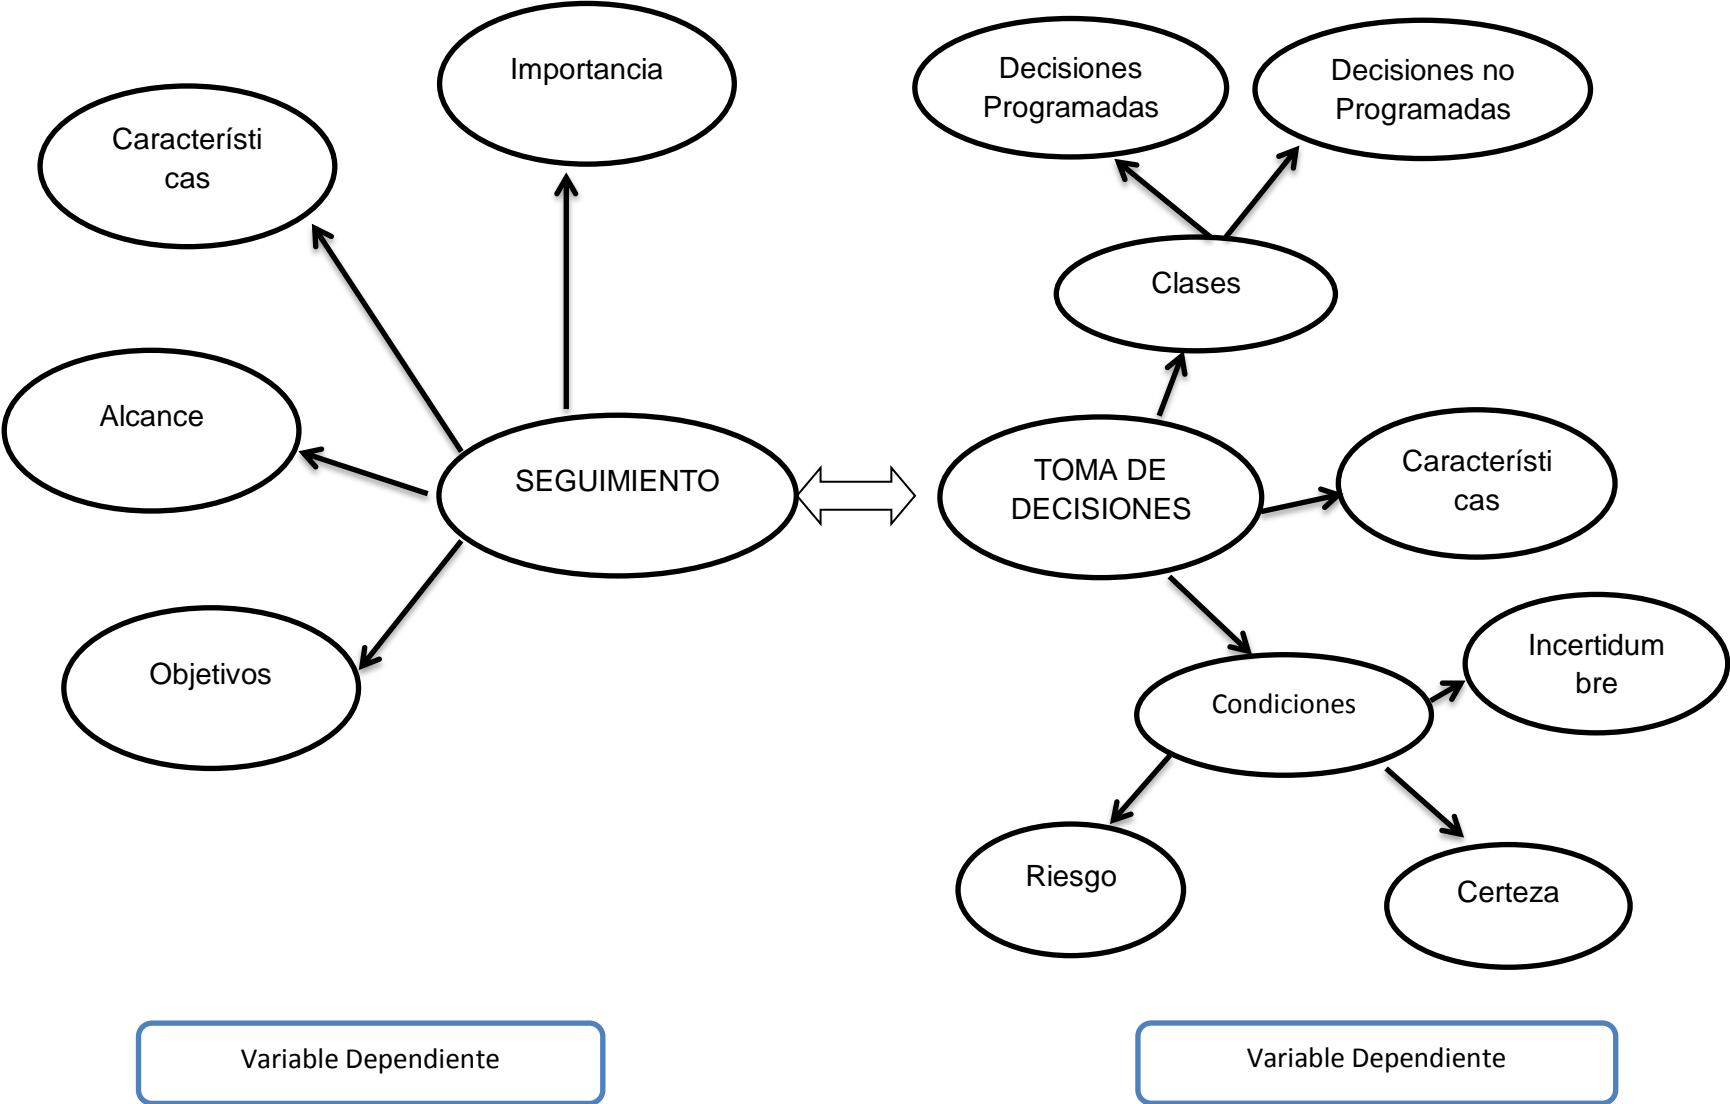 Importancia
Característi
cas
Alcance
SEGUIMIENTO
Objetivos
Decisiones
Programadas
Decisiones no
Programadas
Clases
TOMA DE
DECISIONES
Característi
cas
Incertidum
bre
Condiciones
Riesgo
Certeza
Variable Dependiente
Variable Dependiente